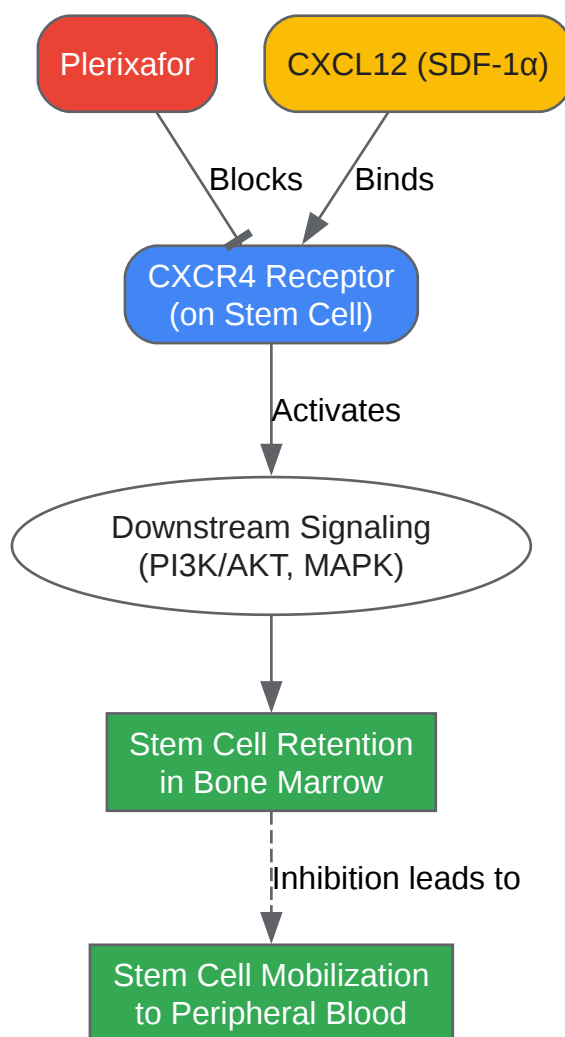 Plerixafor
CXCL12 (SDF-1α)
Blocks
Binds
CXCR4 Receptor
(on Stem Cell)
Activates
Downstream Signaling
(PI3K/AKT, MAPK)
Stem Cell Retention
in Bone Marrow
Inhibition leads to
Stem Cell Mobilization
to Peripheral Blood